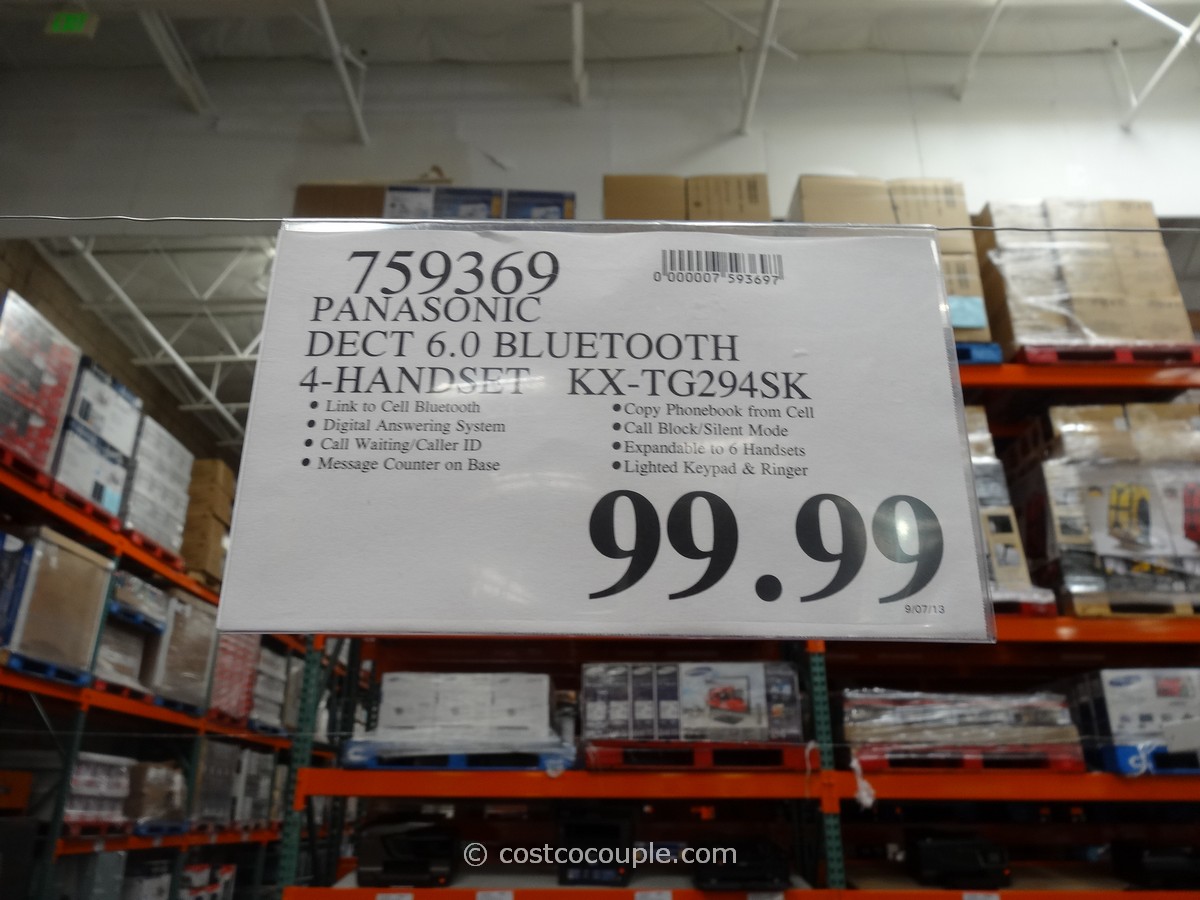 759369
0 000007 593697
PANASONIC
DECT 6.0 BLUETOOTH
4-HANDSET KX-TG294SK
• Link to Cell Bluetooth
• Digital Answering System
• Call Waiting/Caller ID
• Message Counter on Base
• Copy Phonebook from Cell
• Call Block/Silent Mode
• Expandable to 6 Handsets
• Lighted Keypad & Ringer
99.99
9/07/13
© costcocouple.com